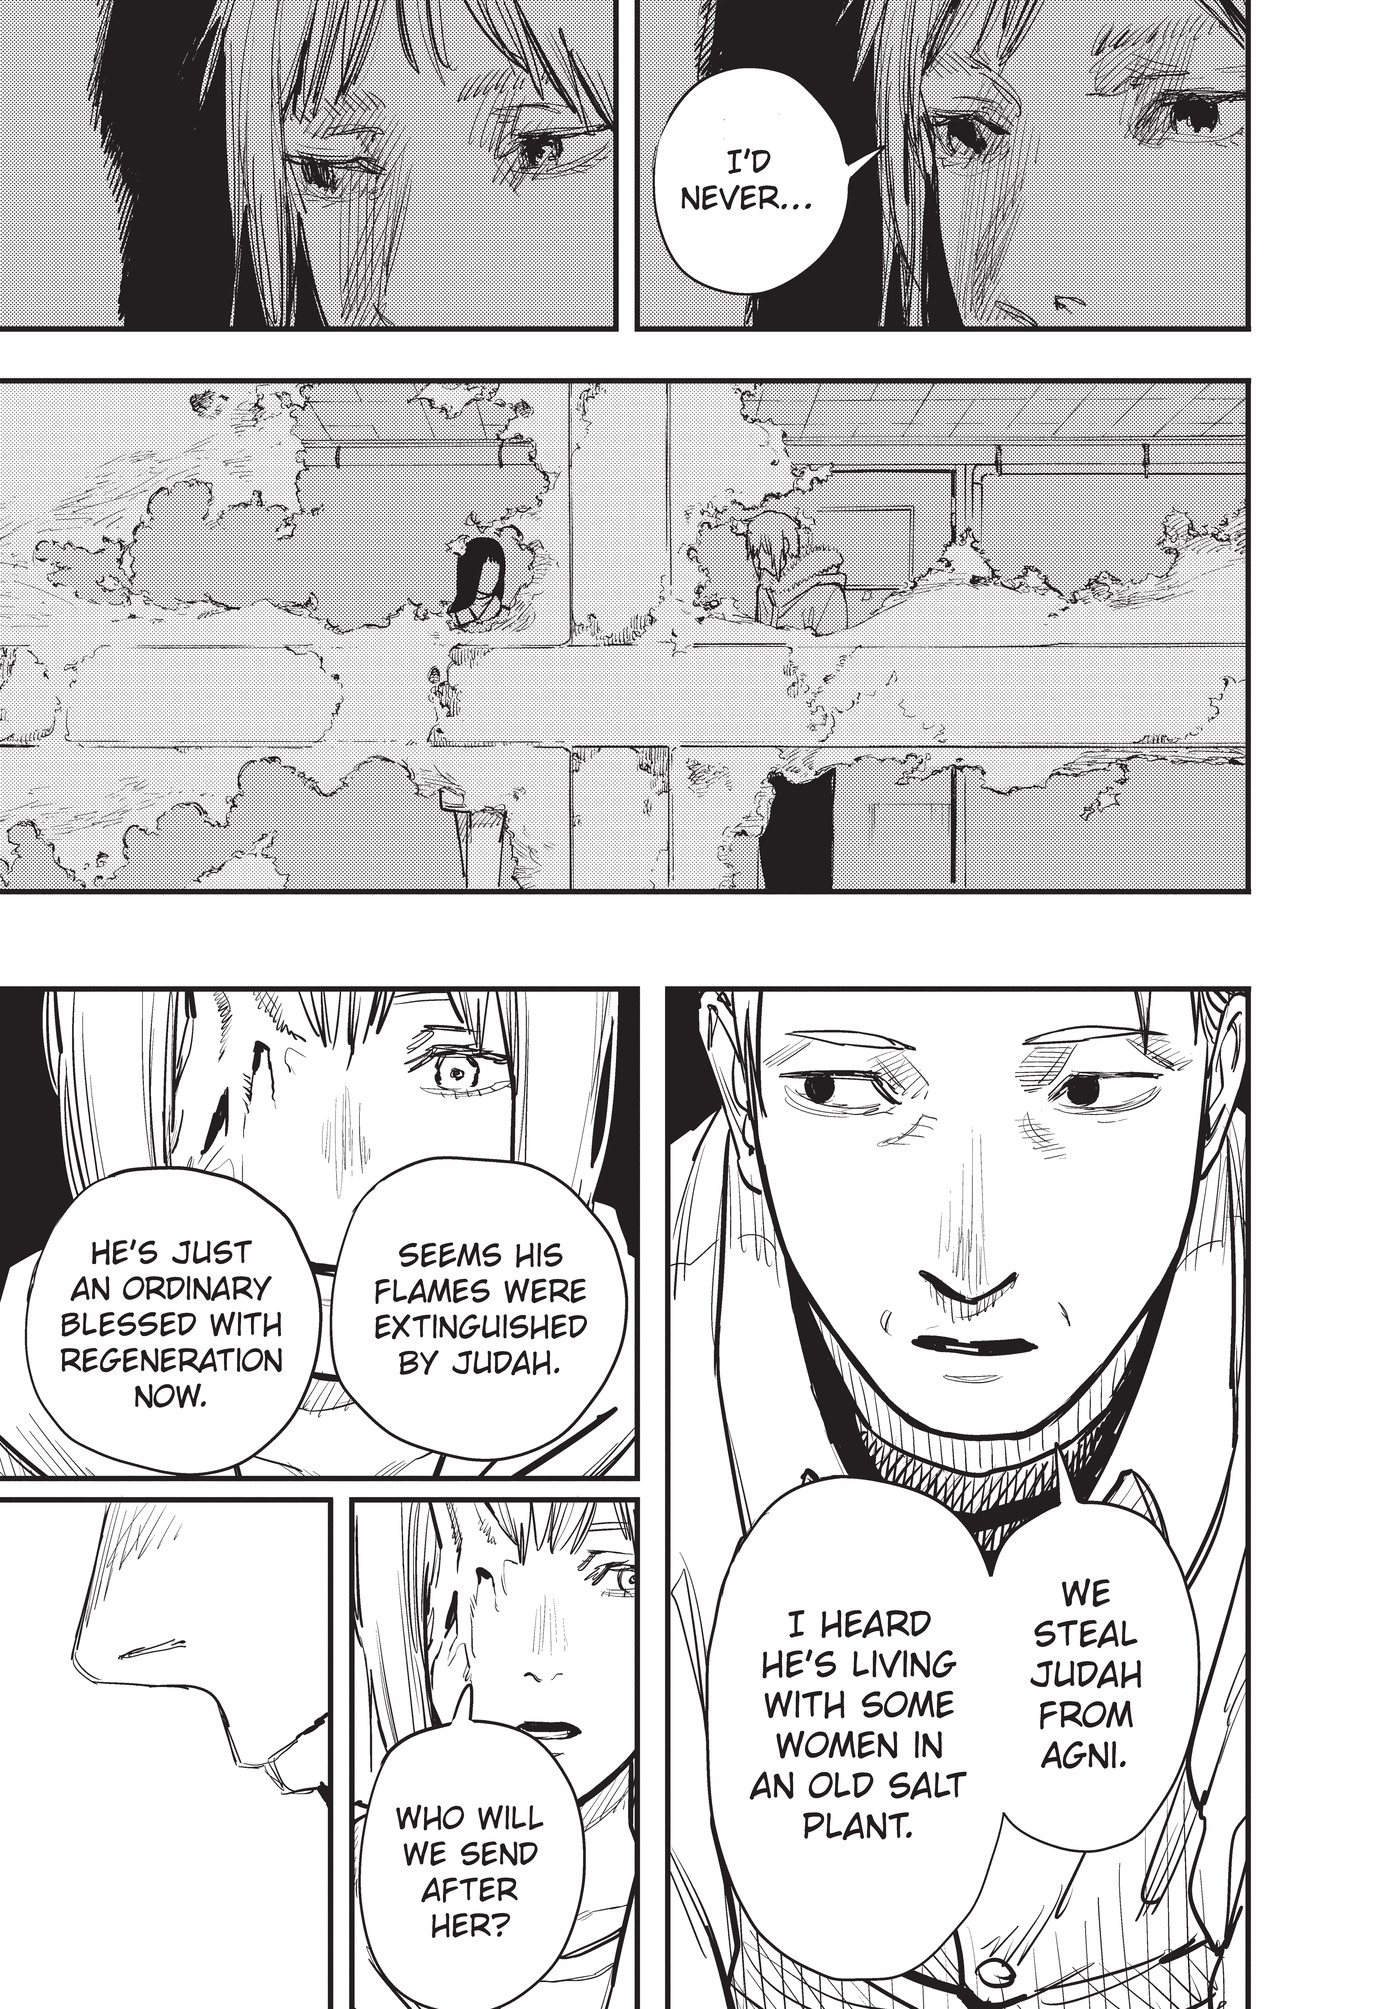 I'D
NEVER...
WE
STEAL
JUDAH
FROM
AGNI.
I HEARD
HE'S LIVING
WITH SOME
WOMEN IN
AN OLD SALT
PLANT.
SEEMS HIS
FLAMES WERE
EXTINGUISHED
BY JUDAH.
HE'S JUST
AN ORDINARY
BLESSED WITH
REGENERATION
NOW.
WHO WILL
WE SEND
AFTER
HER?